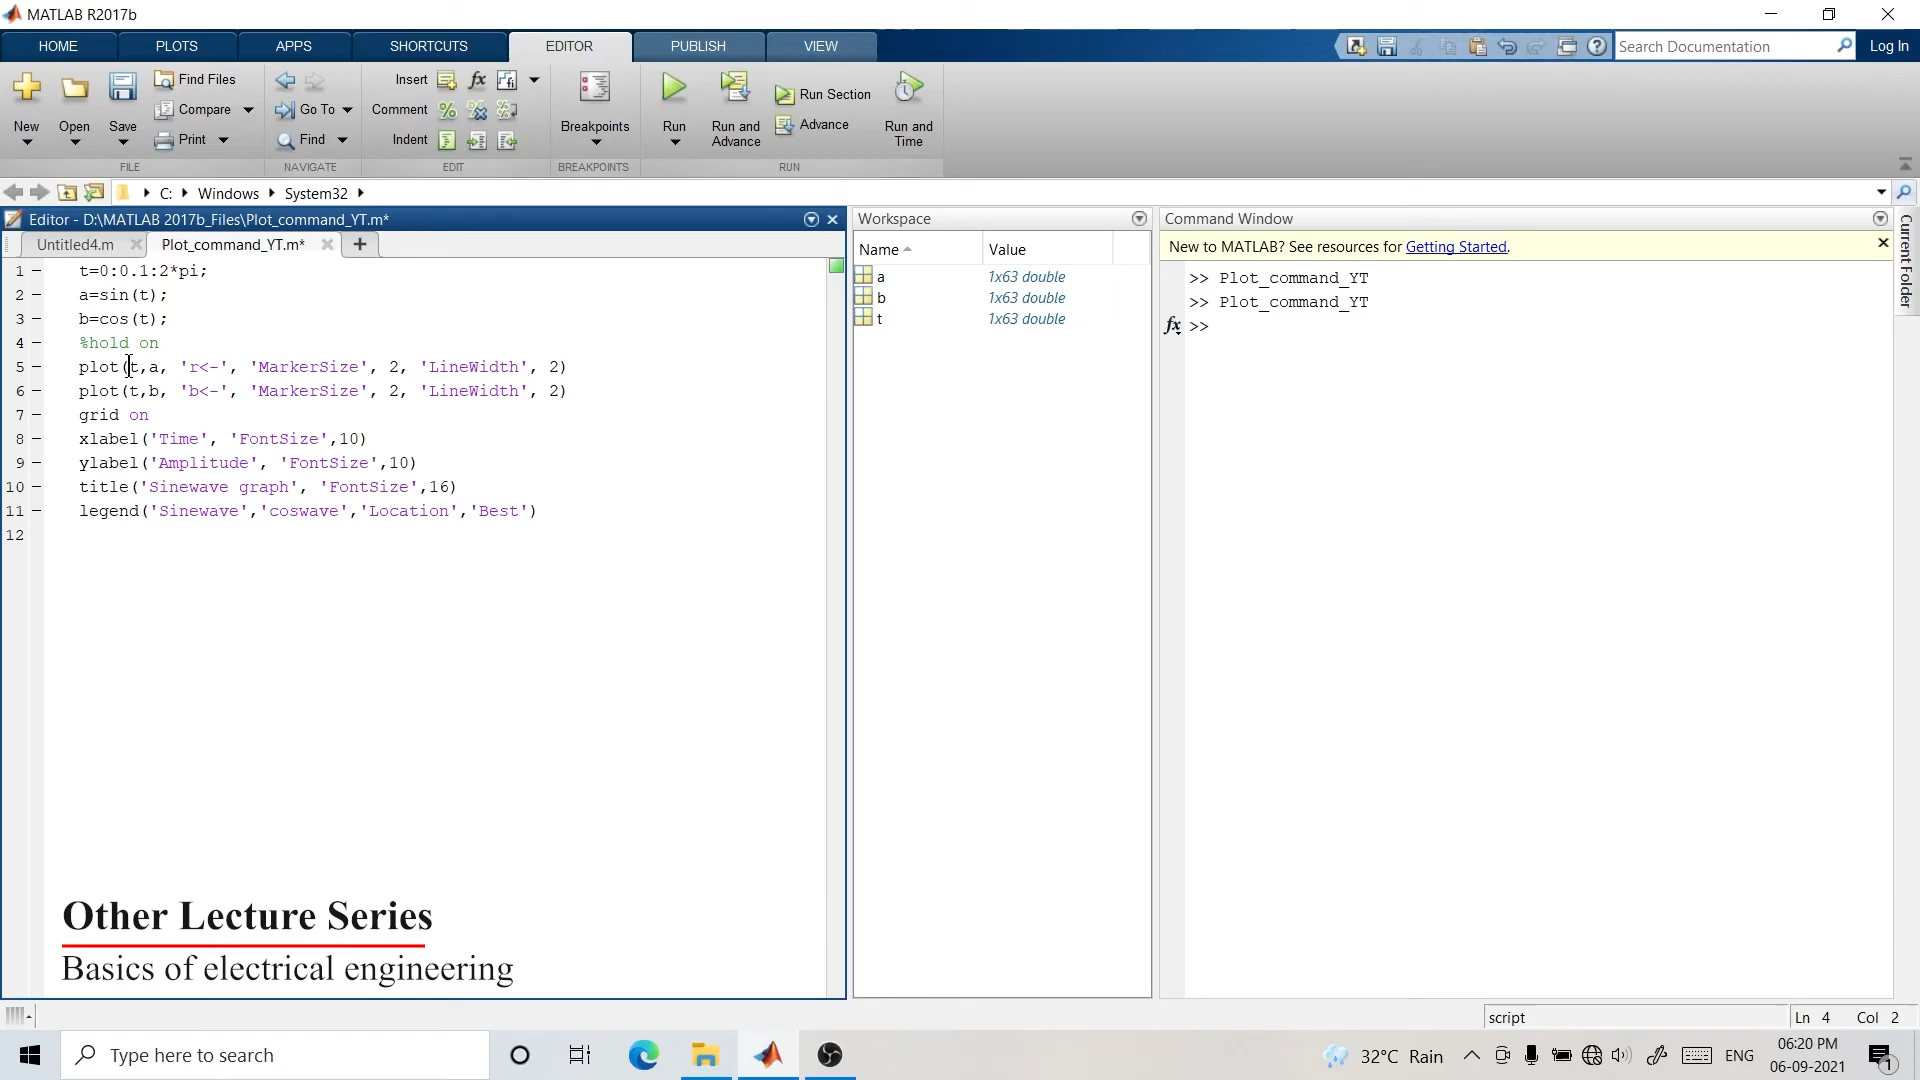 MATLAB R2017b
HOME PLOTS APPS SHORTCUTS EDITOR PUBLISH VIEW Search Documentation Log In
New Open Save Find Files Compare Print
Go To Find
Insert fx Comment Indent
Breakpoints
Run Run and Advance Run Section Advance Run and Time
FILE NAVIGATE EDIT BREAKPOINTS RUN
C: Windows System32
Editor - D:\MATLAB 2017b_Files\Plot_command_YT.m*
Untitled4.m Plot_command_YT.m*
1 – t=0:0.1:2*pi;
2 – a=sin(t);
3 – b=cos(t);
4 – %hold on
5 – plot(t,a, 'r<-', 'MarkerSize', 2, 'LineWidth', 2)
6 – plot(t,b, 'b<-', 'MarkerSize', 2, 'LineWidth', 2)
7 – grid on
8 – xlabel('Time', 'FontSize',10)
9 – ylabel('Amplitude', 'FontSize',10)
10 – title('Sinewave graph', 'FontSize',16)
11 – legend('Sinewave','coswave','Location','Best')
12
Other Lecture Series
Basics of electrical engineering
Workspace
Name Value
a 1x63 double
b 1x63 double
t 1x63 double
Command Window
New to MATLAB? See resources for Getting Started.
>> Plot_command_YT
>> Plot_command_YT
fx >>
Current Folder
script Ln 4 Col 2
Type here to search
32°C Rain ENG 06:20 PM
06-09-2021
1